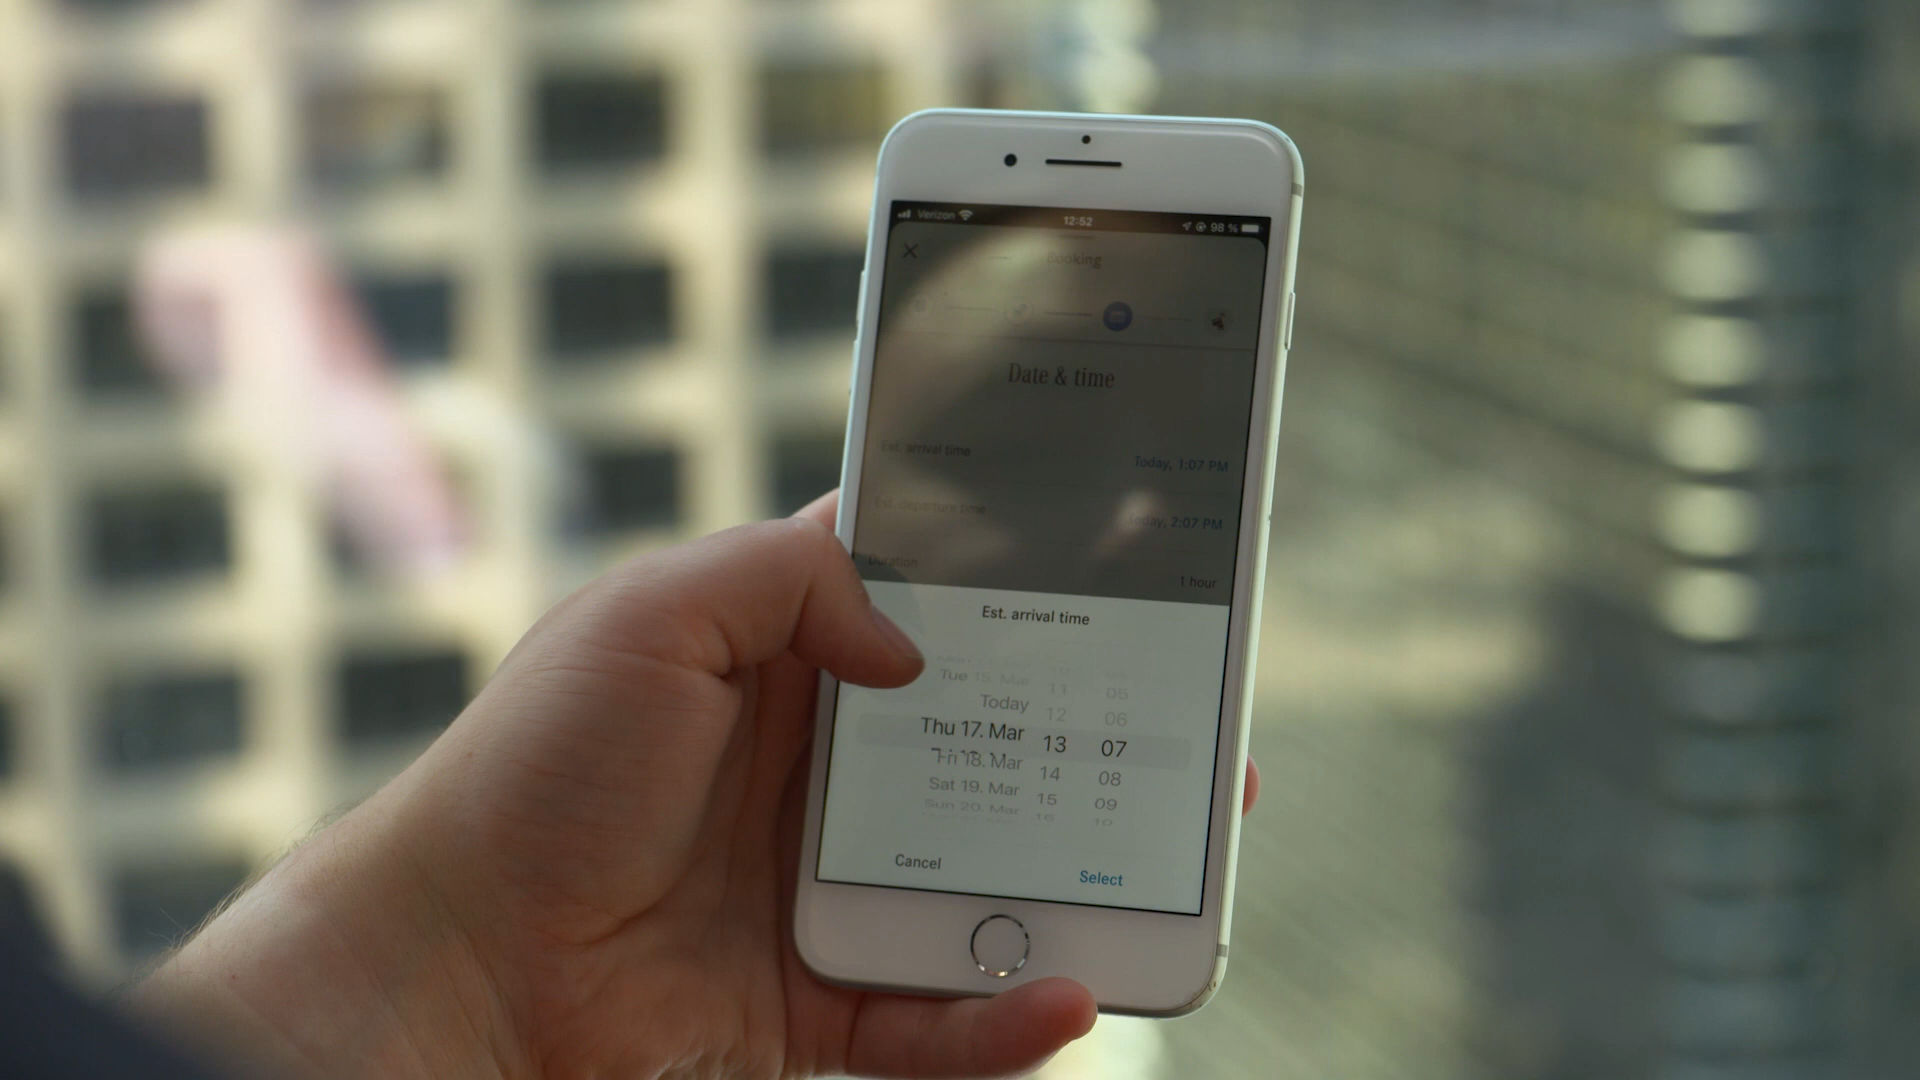 Verizon 12:52 98 %
Booking
Date & time
Est. arrival time Today, 1:07 PM
Est. departure time Today, 2:07 PM
Duration 1 hour
Est. arrival time
Tue 15. Mar 11 05
Today 12 06
Thu 17. Mar 13 07
Fri 18. Mar 14 08
Sat 19. Mar 15 09
Sun 20. Mar 16 10
Cancel Select